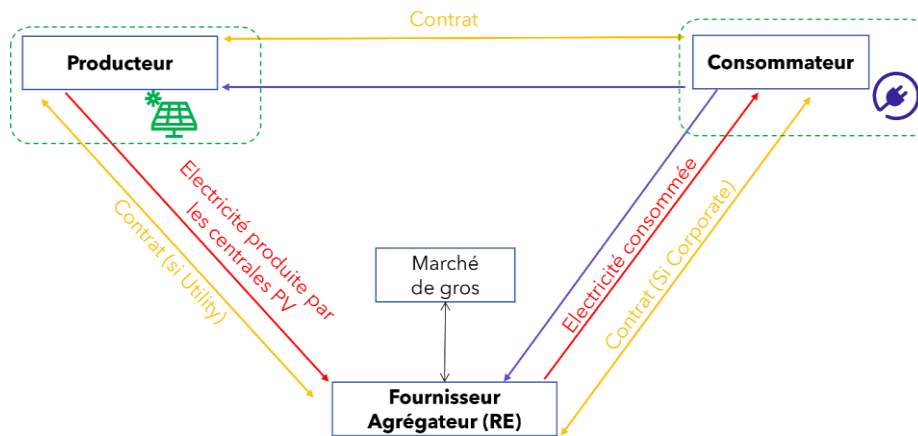 Contrat
Producteur
Consommateur
Electricité produite par
les centrales PV
Contrat (si Utility)
Marché
de gros
Electricité consommée
Contrat (Si Corporate)
Fournisseur
Agrégateur (RE)